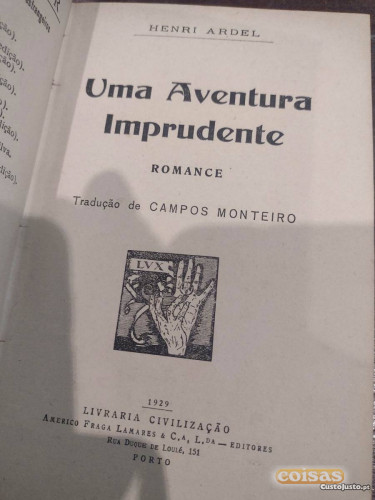 HENRI ARDEL
Uma Aventura
Imprudente
ROMANCE
Tradução de CAMPOS MONTEIRO
LVX
1929
LIVRARIA CIVILIZAÇÃO
AMERICO FRAGA LAMARES & C.ª, L.DA — EDITORES
RUA DUQUE DE LOULÉ, 151
PORTO
coisas
CustoJusto.pt